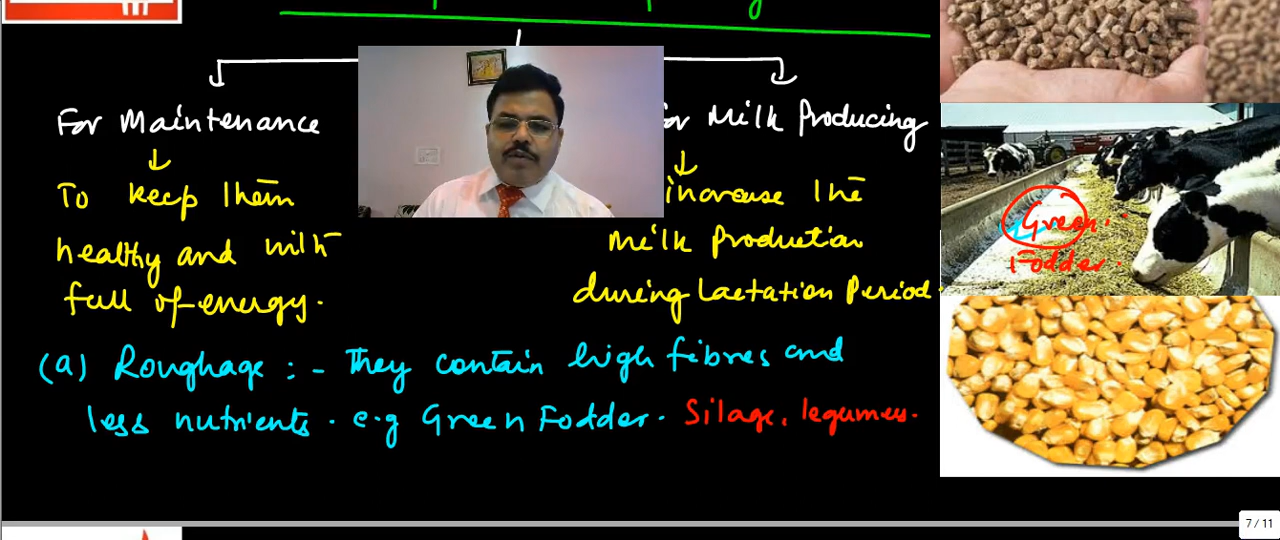 For Maintenance
To keep them
healthy and with
full of energy.
or Milk Producing
increase the
Milk Production
during Lactation Period.
Green
Fodder.
(a) Roughage :- They contain high fibres and
less nutrients. e.g Green Fodder. Silage, legumes.
7 / 11